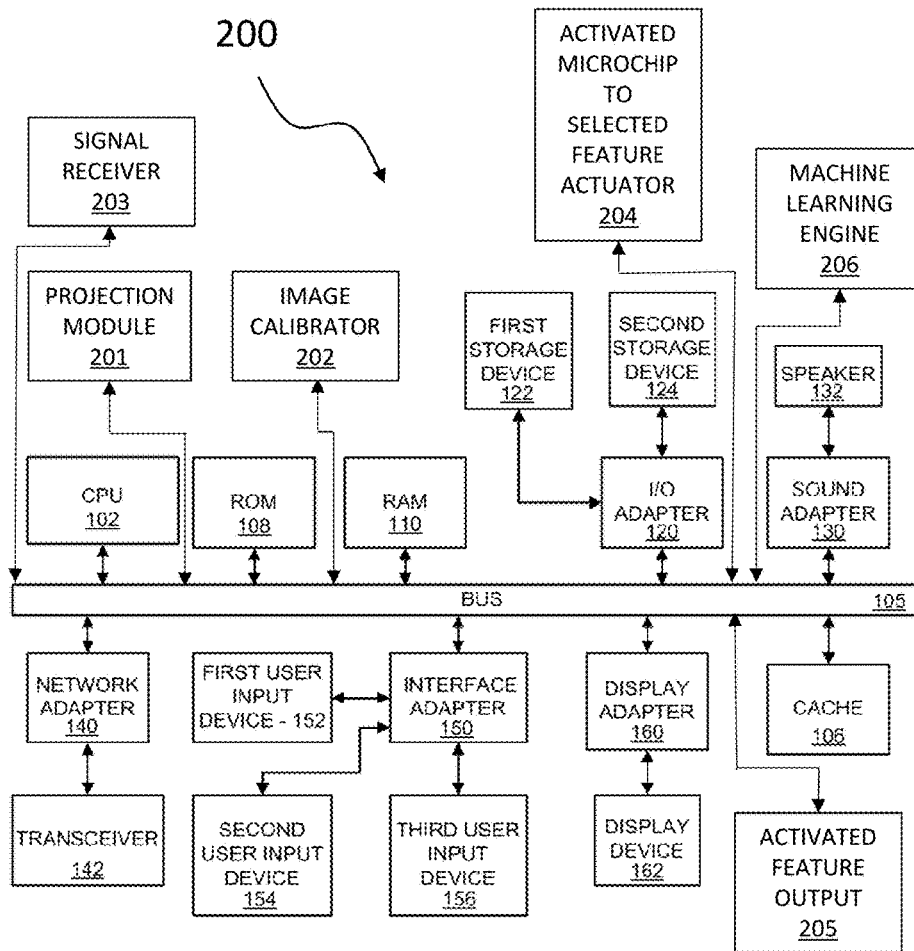 200
ACTIVATED
MICROCHIP
TO
SELECTED
FEATURE
ACTUATOR
204
SIGNAL
RECEIVER
203
MACHINE
LEARNING
ENGINE
206
PROJECTION
MODULE
201
IMAGE
CALIBRATOR
202
FIRST
STORAGE
DEVICE
122
SECOND
STORAGE
DEVICE
124
SPEAKER
132
CPU
102
ROM
108
RAM
110
I/O
ADAPTER
120
SOUND
ADAPTER
130
BUS
105
NETWORK
ADAPTER
140
FIRST USER
INPUT
DEVICE - 152
INTERFACE
ADAPTER
150
DISPLAY
ADAPTER
160
CACHE
106
TRANSCEIVER
142
SECOND
USER INPUT
DEVICE
154
THIRD USER
INPUT
DEVICE
156
DISPLAY
DEVICE
162
ACTIVATED
FEATURE
OUTPUT
205